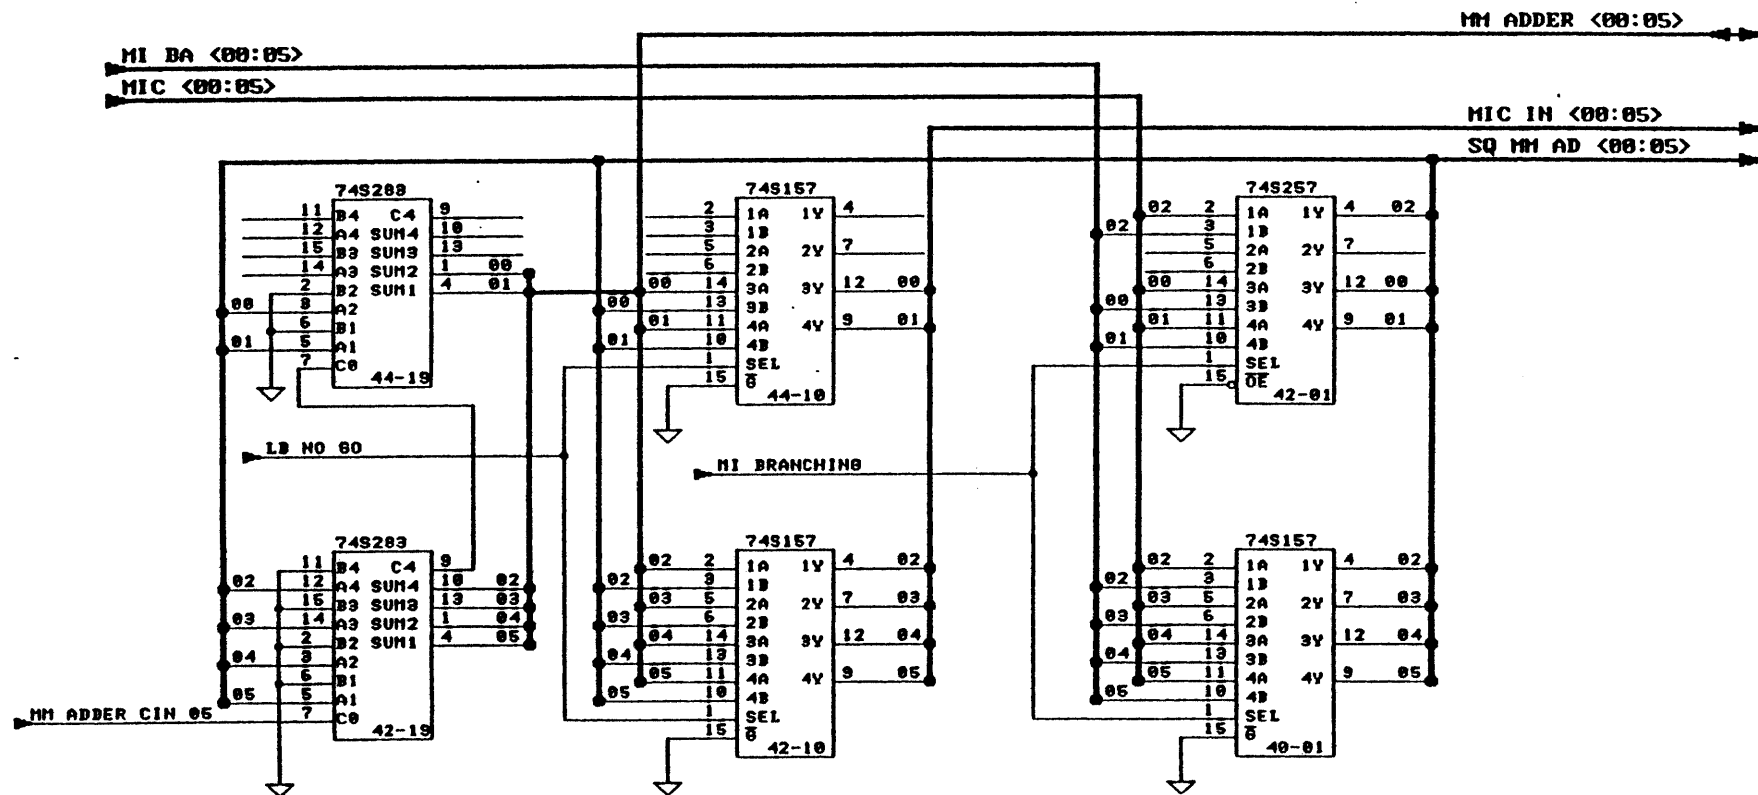 MM ADDER <00:05>
MI BA <00:05>
MIC <00:05>
MIC IN <00:05>
SQ MM AD <00:05>
74S283
11 B4 C4 9
12 A4 SUM4 10
15 B3 SUM3 13
14 A3 SUM2 1 00
2 B2 SUM1 4 01
00 3 A2
6 B1
01 5 A1
7 C0
44-19
74S157
2 1A 1Y 4
3 1B
5 2A 2Y 7
6 2B
00 14 3A 3Y 12 00
00 13 3B
01 11 4A 4Y 9 01
01 10 4B
1 SEL
15 G
44-10
74S257
02 2 1A 1Y 4 02
02 3 1B
5 2A 2Y 7
6 2B
00 14 3A 3Y 12 00
00 13 3B
01 11 4A 4Y 9 01
01 10 4B
1 SEL
15 OE
42-01
LB NO GO
MI BRANCHING
74S283
11 B4 C4 9
02 12 A4 SUM4 10 02
15 B3 SUM3 13 03
03 14 A3 SUM2 1 04
2 B2 SUM1 4 05
04 3 A2
6 B1
05 5 A1
MM ADDER CIN 05 7 C0
42-19
74S157
02 2 1A 1Y 4 02
02 3 1B
03 5 2A 2Y 7 03
03 6 2B
04 14 3A 3Y 12 04
04 13 3B
05 11 4A 4Y 9 05
05 10 4B
1 SEL
15 G
42-10
74S157
02 2 1A 1Y 4 02
02 3 1B
03 5 2A 2Y 7 03
03 6 2B
04 14 3A 3Y 12 04
04 13 3B
05 11 4A 4Y 9 05
05 10 4B
1 SEL
15 G
40-01